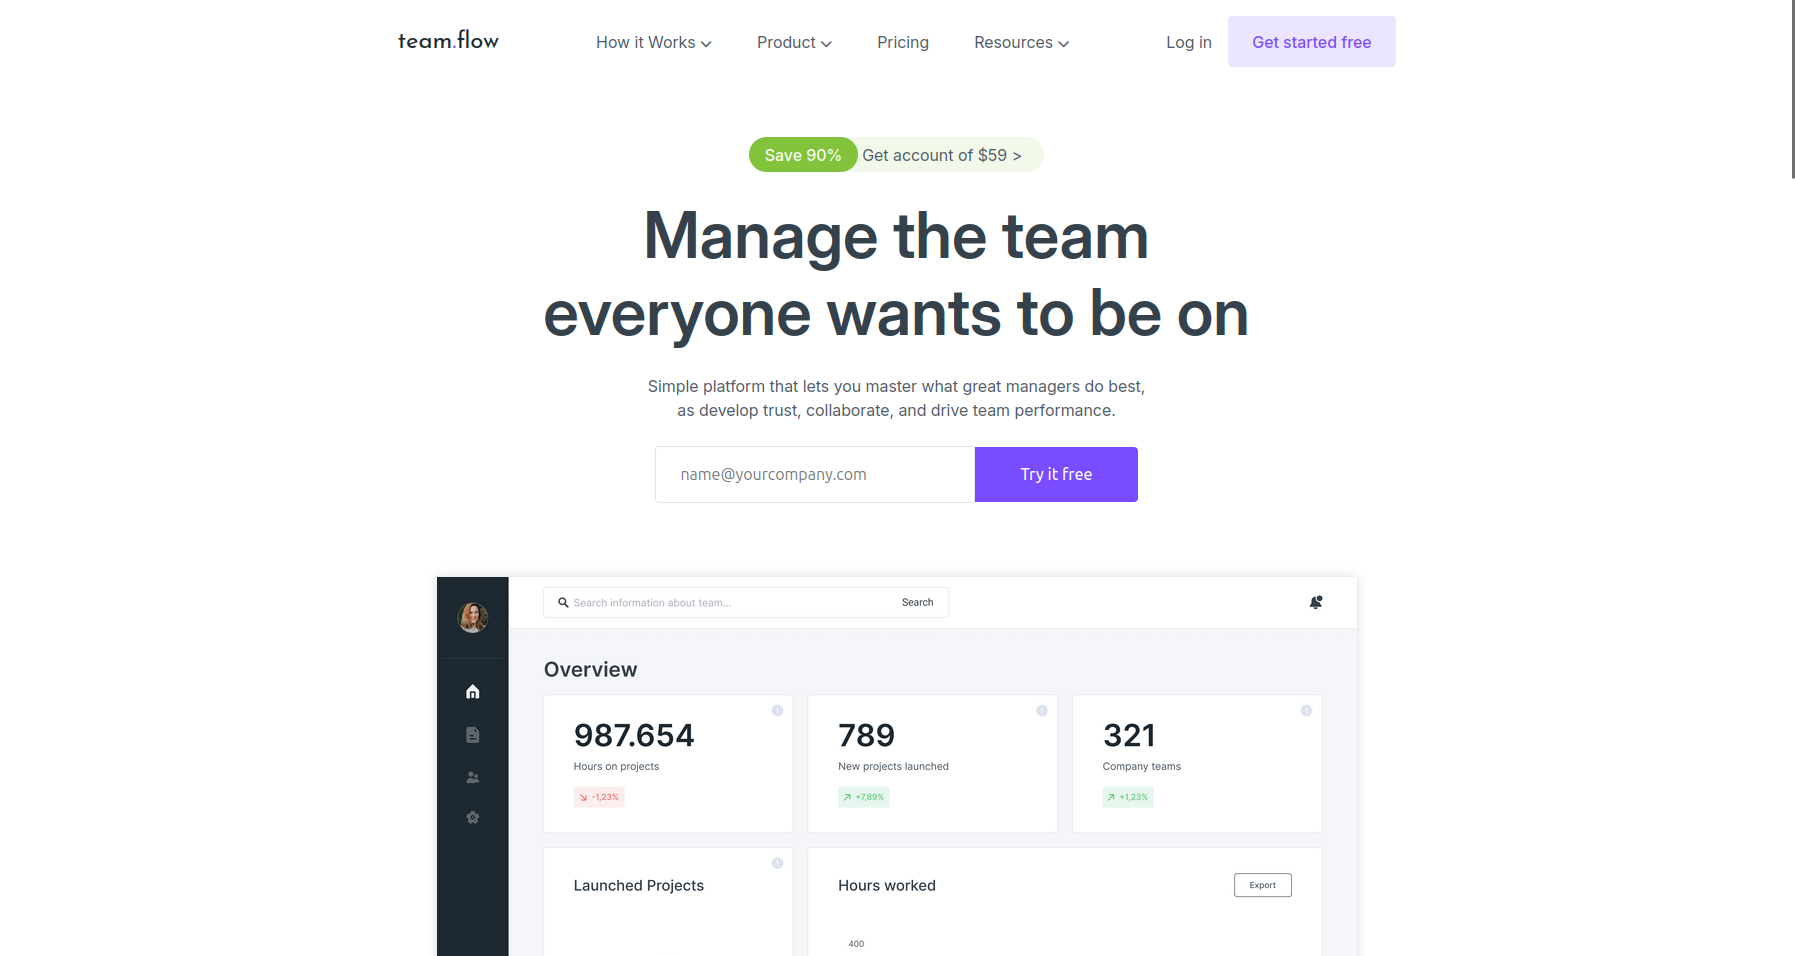 team.flow
How it Works
Product
Pricing
Resources
Log in
Get started free
Save 90% Get account of $59 >
Manage the team
everyone wants to be on
Simple platform that lets you master what great managers do best,
as develop trust, collaborate, and drive team performance.
name@yourcompany.com
Try it free
Search information about team...
Search
Overview
987.654
Hours on projects
-1,23%
789
New projects launched
+7,89%
321
Company teams
+1,23%
Launched Projects
Hours worked
Export
400